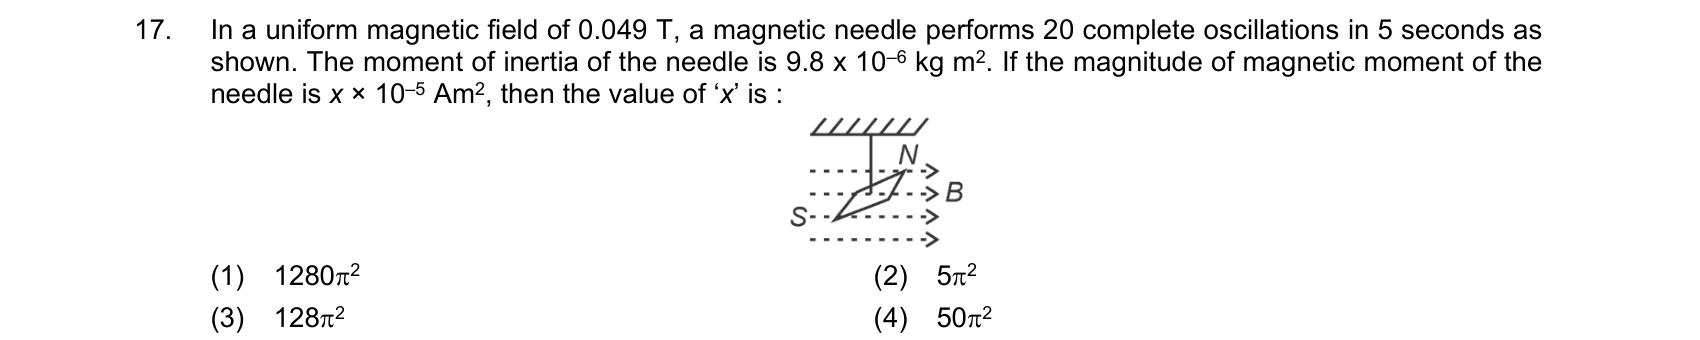 17. In a uniform magnetic field of 0.049 T, a magnetic needle performs 20 complete oscillations in 5 seconds as
shown. The moment of inertia of the needle is 9.8 x 10⁻⁶ kg m². If the magnitude of magnetic moment of the
needle is x × 10⁻⁵ Am², then the value of ‘x’ is :
N
B
S
(1) 1280π² (2) 5π²
(3) 128π² (4) 50π²